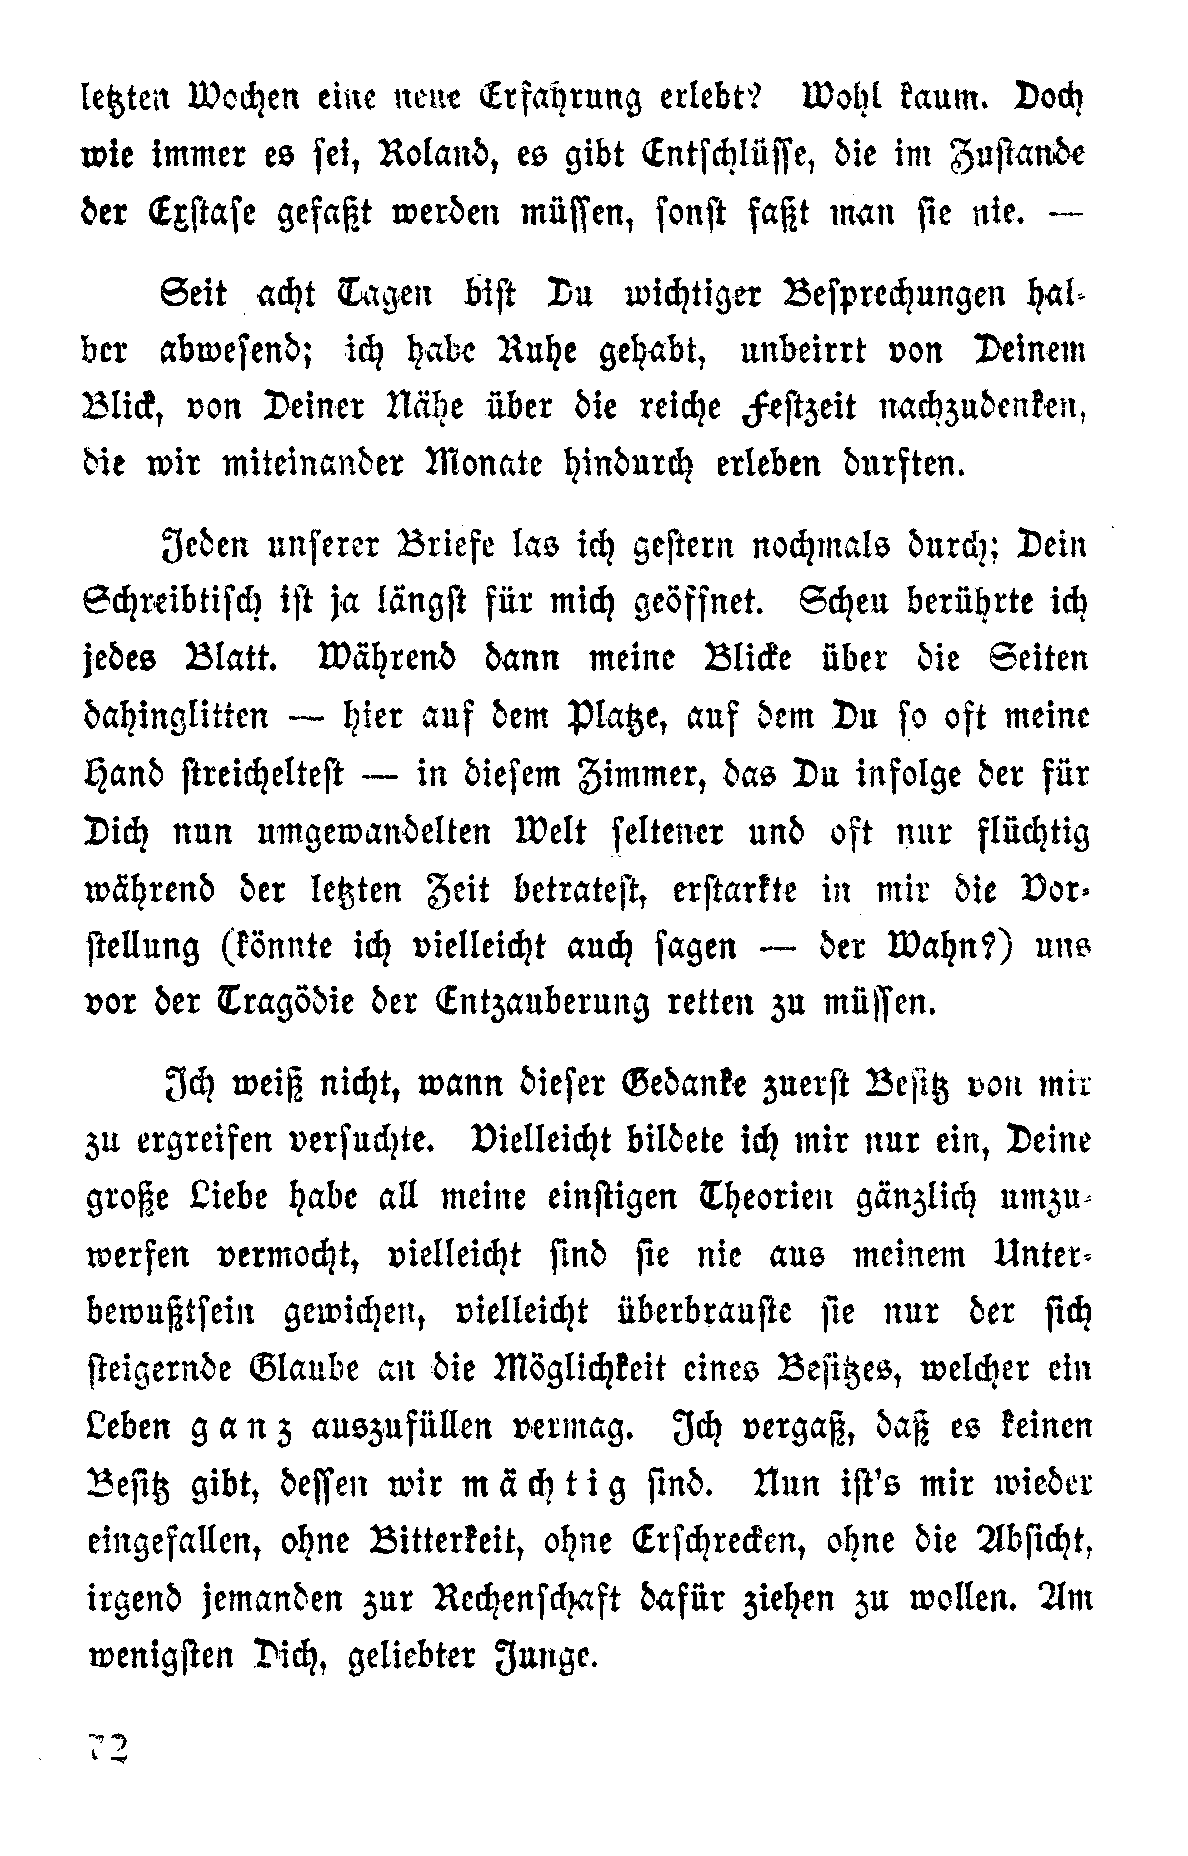 letzten Wochen eine neue Erfahrung erlebt? Wohl kaum. Doch
wie immer es sei, Roland, es gibt Entschlüsse, die im Zustande
der Exstase gefaßt werden müssen, sonst faßt man sie nie. —
Seit acht Tagen bist Du wichtiger Besprechungen hal-
ber abwesend; ich habe Ruhe gehabt, unbeirrt von Deinem
Blick, von Deiner Nähe über die reiche Festzeit nachzudenken,
die wir miteinander Monate hindurch erleben durften.
Jeden unserer Briefe las ich gestern nochmals durch; Dein
Schreibtisch ist ja längst für mich geöffnet. Scheu berührte ich
jedes Blatt. Während dann meine Blicke über die Seiten
dahinglitten — hier auf dem Platze, auf dem Du so oft meine
Hand streicheltest — in diesem Zimmer, das Du infolge der für
Dich nun umgewandelten Welt seltener und oft nur flüchtig
während der letzten Zeit betratest, erstarkte in mir die Vor-
stellung (könnte ich vielleicht auch sagen — der Wahn?) uns
vor der Tragödie der Entzauberung retten zu müssen.
Ich weiß nicht, wann dieser Gedanke zuerst Besitz von mir
zu ergreifen versuchte. Vielleicht bildete ich mir nur ein, Deine
große Liebe habe all meine einstigen Theorien gänzlich umzu-
werfen vermocht, vielleicht sind sie nie aus meinem Unter-
bewußtsein gewichen, vielleicht überbrauste sie nur der sich
steigernde Glaube an die Möglichkeit eines Besitzes, welcher ein
Leben ganz auszufüllen vermag. Ich vergaß, daß es keinen
Besitz gibt, dessen wir mächtig sind. Nun ist's mir wieder
eingefallen, ohne Bitterkeit, ohne Erschrecken, ohne die Absicht,
irgend jemanden zur Rechenschaft dafür ziehen zu wollen. Am
wenigsten Dich, geliebter Junge.
72